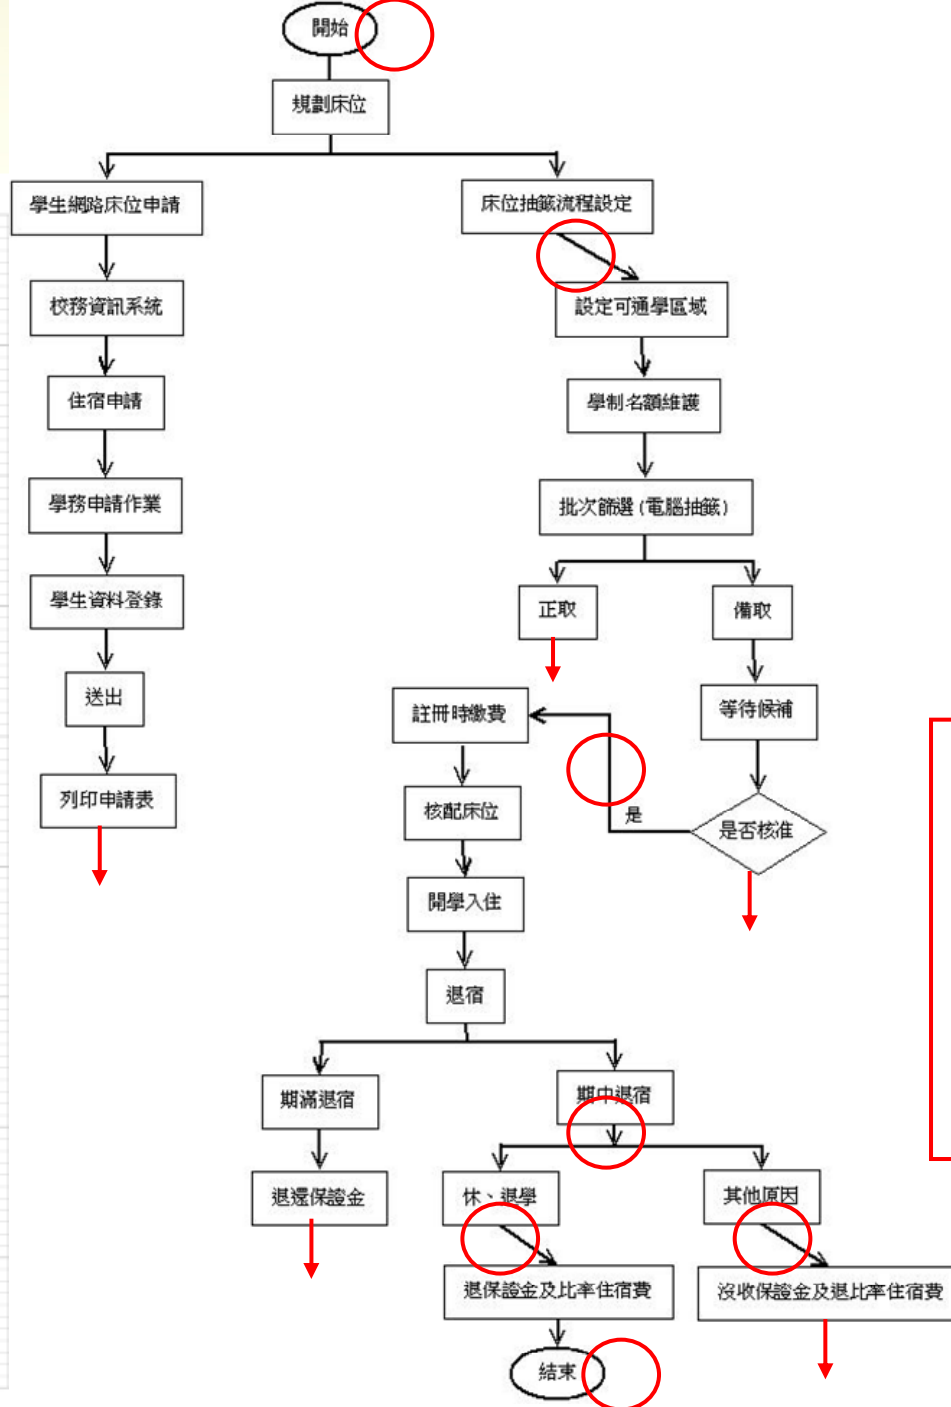 開始
規劃床位
學生網路床位申請
床位抽籤流程設定
校務資訊系統
設定可通學區域
住宿申請
學制名額維護
學務申請作業
批次篩選(電腦抽籤)
學生資料登錄
正取
備取
送出
註冊時繳費
等待候補
列印申請表
核配床位
是
是否核准
開學入住
退宿
期滿退宿
期中退宿
退還保證金
休、退學
其他原因
退保證金及比率住宿費
沒收保證金及退比率住宿費
結束